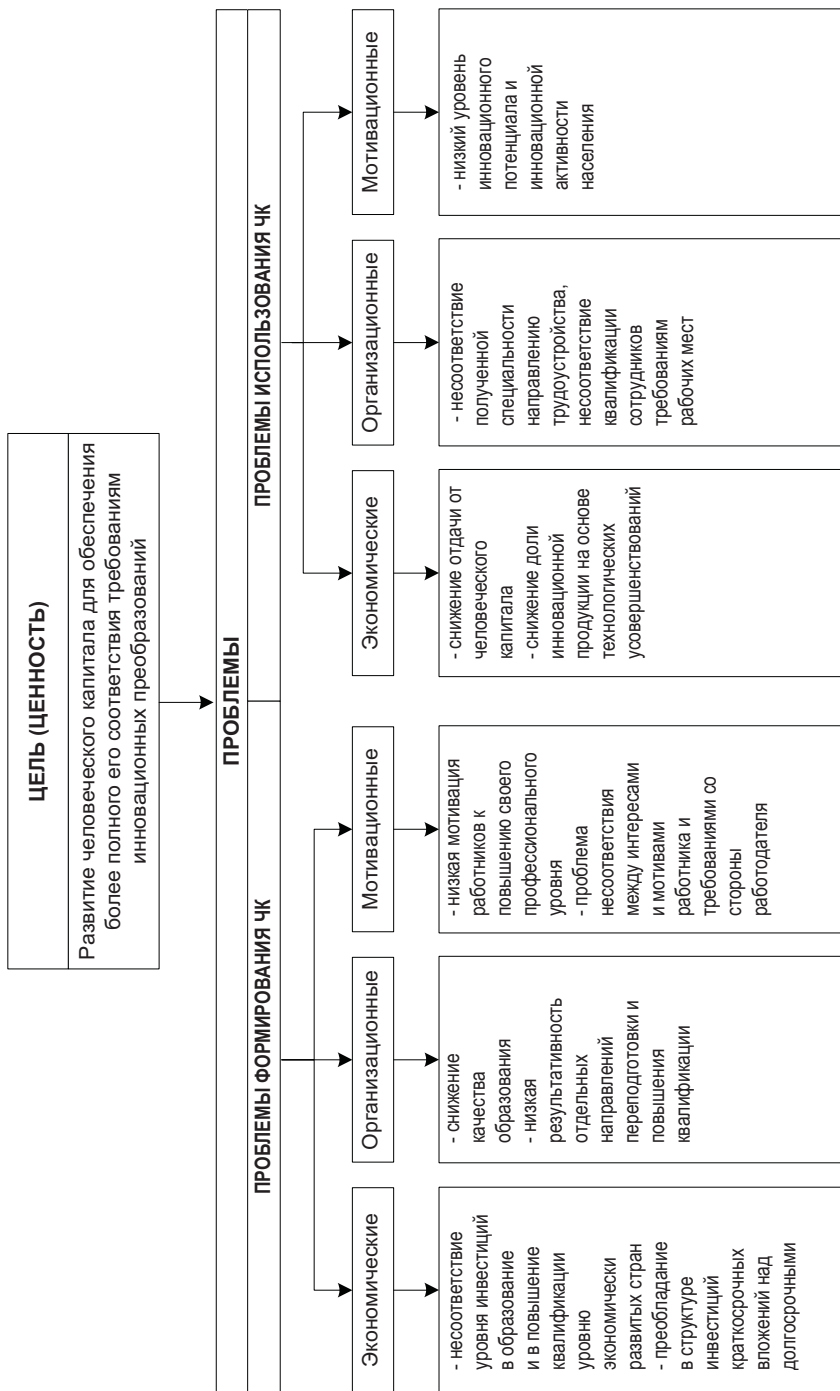 ЦЕЛЬ (ЦЕННОСТЬ)
Развитие человеческого капитала для обеспечения
более полного его соответствия требованиям
инновационных преобразований
ПРОБЛЕМЫ
ПРОБЛЕМЫ ФОРМИРОВАНИЯ ЧК
Экономические
- несоответствие
уровня инвестиций
в образование
и в повышение
квалификации
уровню
экономически
развитых стран
- преобладание
в структуре
инвестиций
краткосрочных
вложений над
долгосрочными
Организационные
- снижение
качества
образования
- низкая
результативность
отдельных
направлений
переподготовки и
повышения
квалификации
Мотивационные
- низкая мотивация
работников к
повышению своего
профессионального
уровня
- проблема
несоответствия
между интересами
и мотивами
работника и
требованиями со
стороны
работодателя
ПРОБЛЕМЫ ИСПОЛЬЗОВАНИЯ ЧК
Экономические
- снижение отдачи от
человеческого
капитала
- снижение доли
инновационной
продукции на основе
технологических
усовершенствований
Организационные
- несоответствие
полученной
специальности
направлению
трудоустройства,
несоответствие
квалификации
сотрудников
требованиям
рабочих мест
Мотивационные
- низкий уровень
инновационного
потенциала и
инновационной
активности
населения